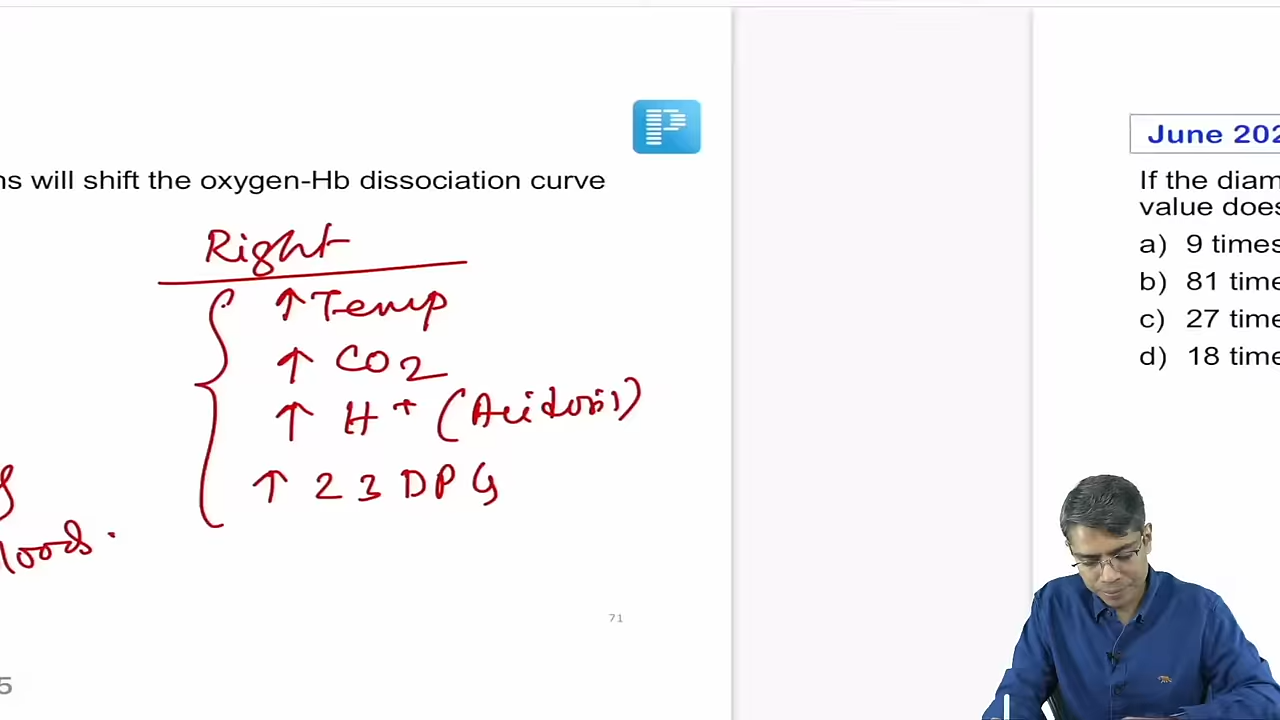 ns will shift the oxygen-Hb dissociation curve
Right
↑ Temp
↑ CO2
↑ H+ (Acidosis)
↑ 2 3 DPG
loods.
71
5
June 202
If the diam
value does
a) 9 times
b) 81 time
c) 27 time
d) 18 time